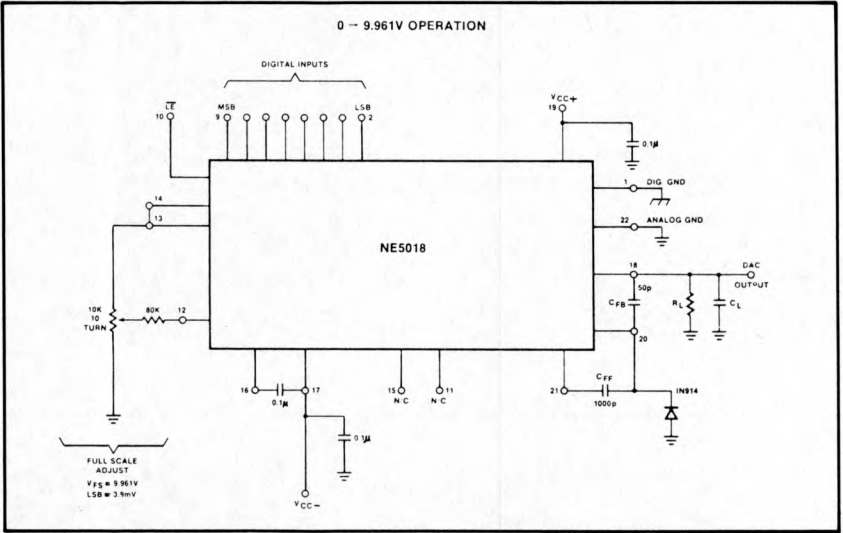 0 – 9.961V OPERATION
DIGITAL INPUTS
LE
10
MSB
9
LSB
2
VCC+
19
0.1μ
14
13
1
DIG GND
22
ANALOG GND
NE5018
18
DAC
OUTOUT
50p
CFB
RL
CL
20
10K
10
TURN
80K
12
16
0.1μ
17
15
N C
11
N C
21
CFF
1000p
IN914
0.1μ
VCC–
FULL SCALE
ADJUST
VFS = 9.961V
LSB = 3.9mV